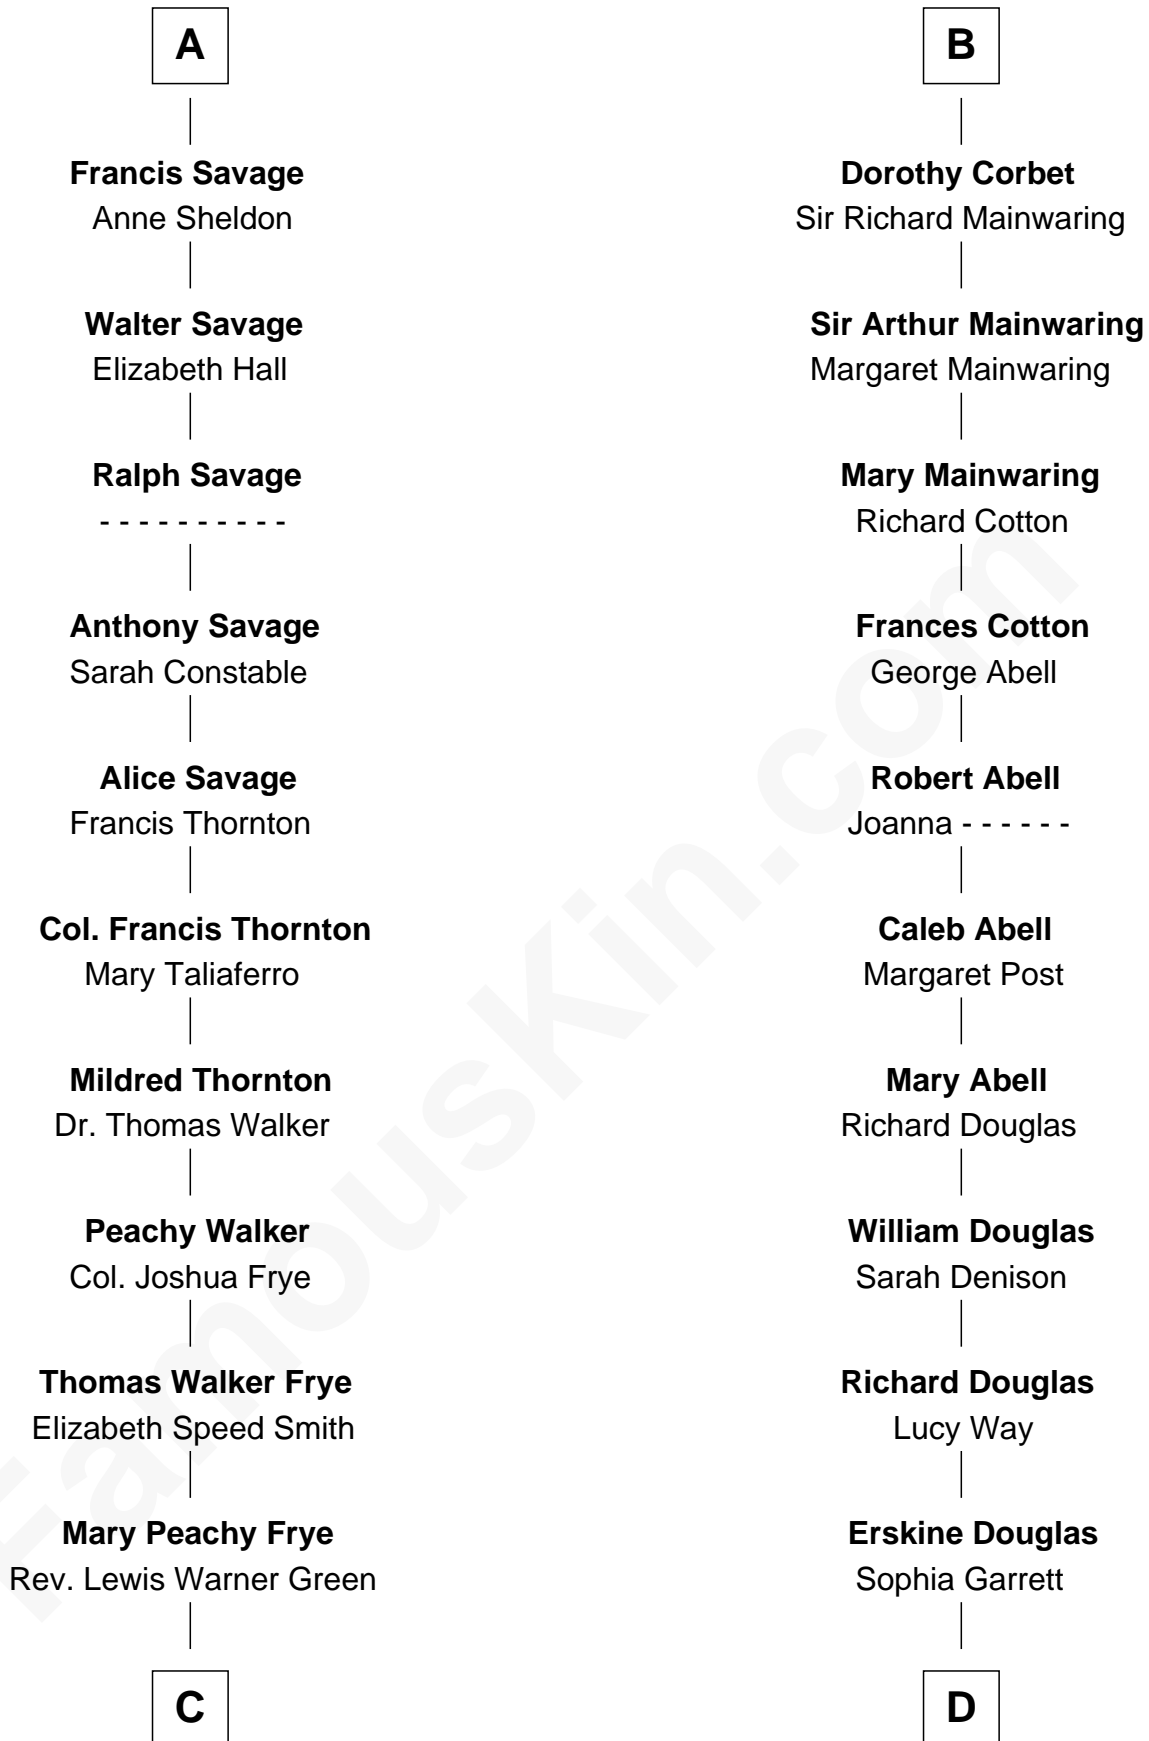 A
Francis Savage
Anne Sheldon
Walter Savage
Elizabeth Hall
Ralph Savage
- - - - - - - - - -
Anthony Savage
Sarah Constable
Alice Savage
Francis Thornton
Col. Francis Thornton
Mary Taliaferro
Mildred Thornton
Dr. Thomas Walker
Peachy Walker
Col. Joshua Frye
Thomas Walker Frye
Elizabeth Speed Smith
Mary Peachy Frye
Rev. Lewis Warner Green
C
B
Dorothy Corbet
Sir Richard Mainwaring
Sir Arthur Mainwaring
Margaret Mainwaring
Mary Mainwaring
Richard Cotton
Frances Cotton
George Abell
Robert Abell
Joanna - - - - - -
Caleb Abell
Margaret Post
Mary Abell
Richard Douglas
William Douglas
Sarah Denison
Richard Douglas
Lucy Way
Erskine Douglas
Sophia Garrett
D
FamousKin.com